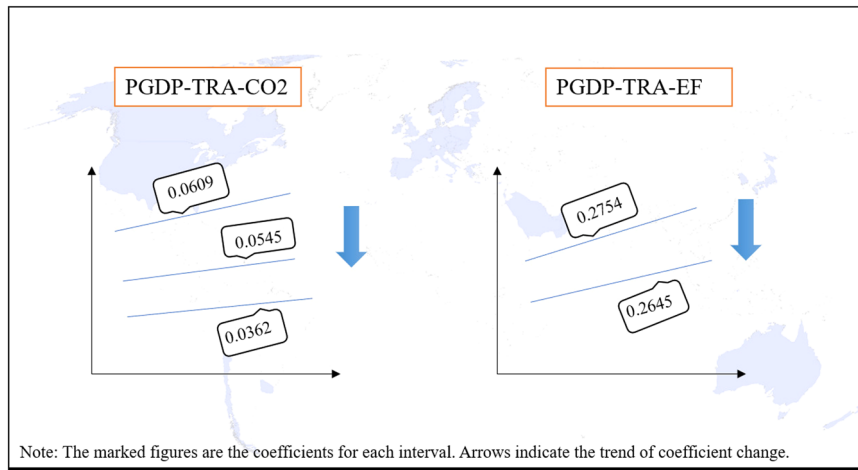 PGDP-TRA-CO2
PGDP-TRA-EF
0.0609
0.0545
0.0362
0.2754
0.2645
Note: The marked figures are the coefficients for each interval. Arrows indicate the trend of coefficient change.